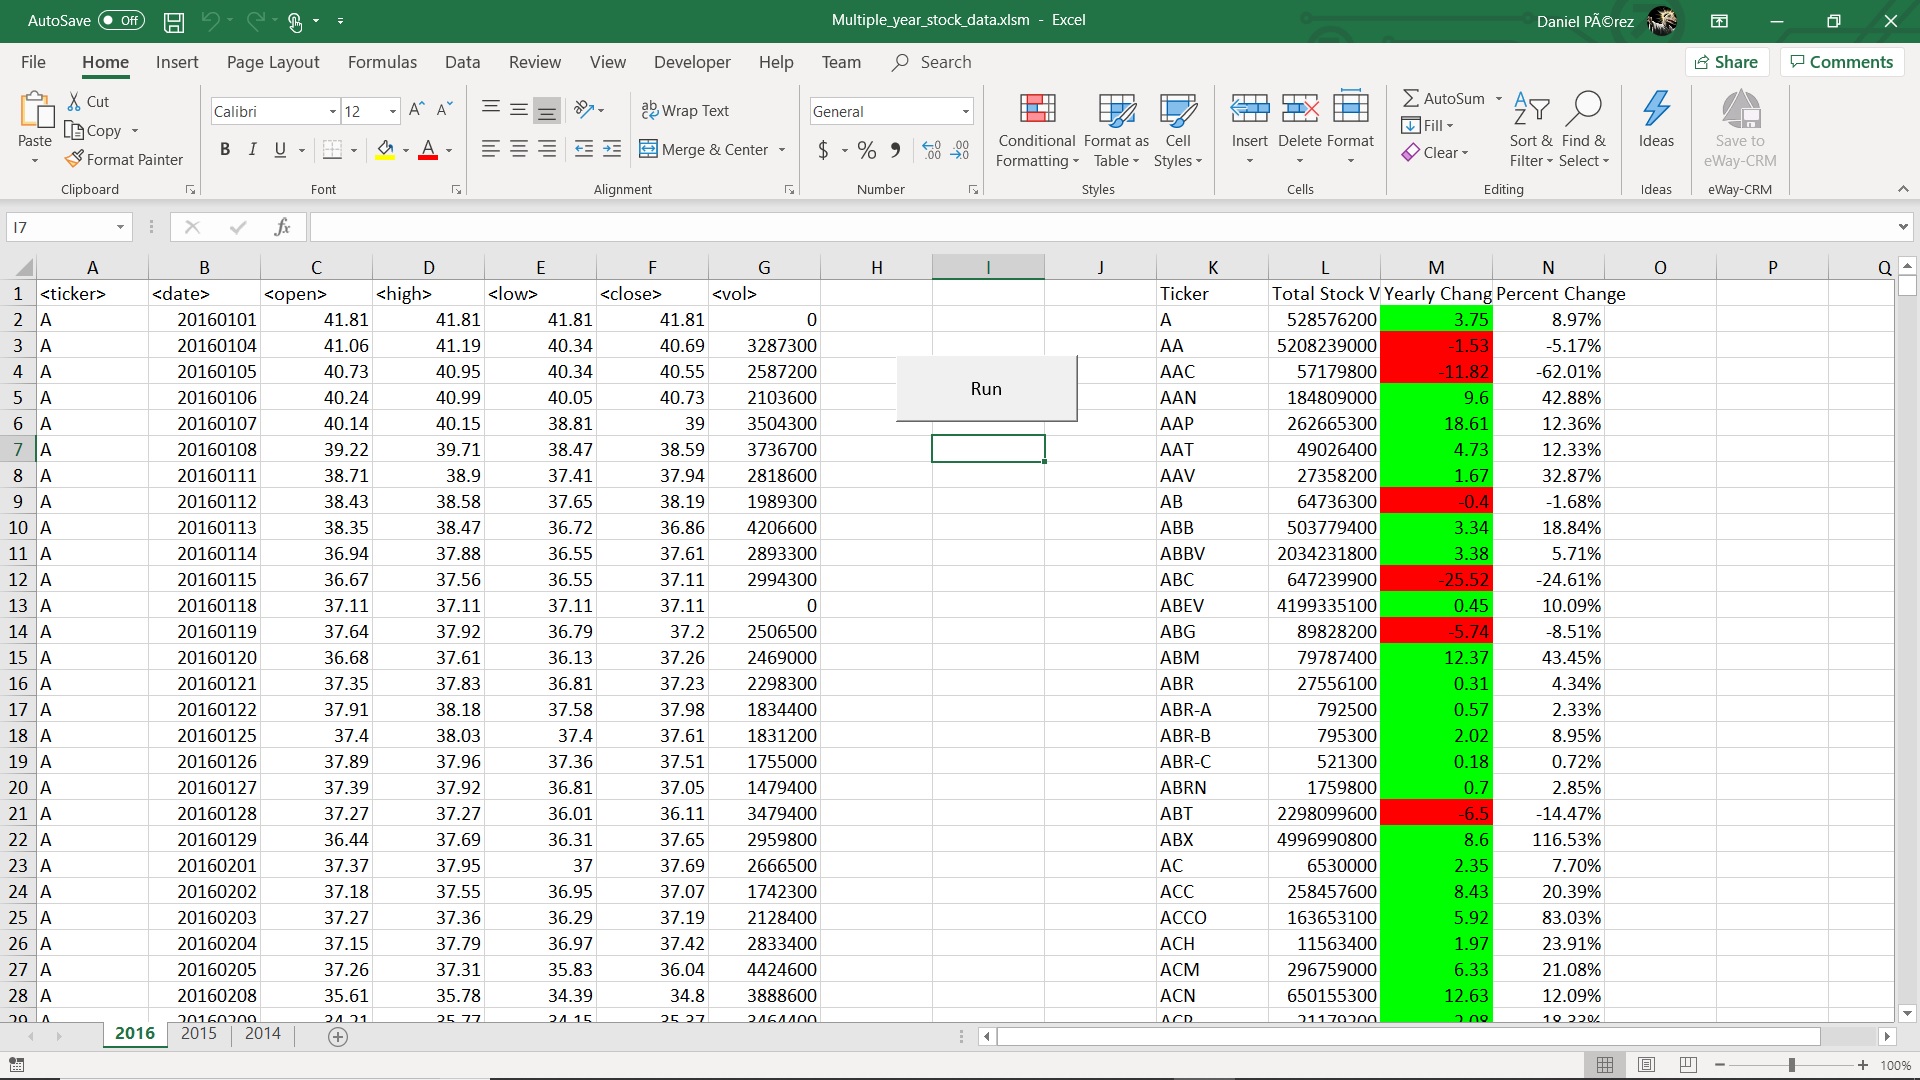 AutoSave Off Multiple_year_stock_data.xlsm - Excel Daniel PÃ©rez
File Home Insert Page Layout Formulas Data Review View Developer Help Team Search Share Comments
Paste Cut Copy Format Painter Clipboard
Calibri 12 B I U A Font
Wrap Text Merge & Center Alignment
General $ % Number
Conditional Formatting Format as Table Cell Styles Styles
Insert Delete Format Cells
AutoSum Fill Clear Sort & Filter Find & Select Editing
Ideas Ideas
Save to eWay-CRM eWay-CRM
I7 fx
A B C D E F G H I J K L M N O P Q
1 <ticker> <date> <open> <high> <low> <close> <vol> Ticker Total Stock V Yearly Chang Percent Change
2 A 20160101 41.81 41.81 41.81 41.81 0 A 528576200 3.75 8.97%
3 A 20160104 41.06 41.19 40.34 40.69 3287300 AA 5208239000 -1.53 -5.17%
4 A 20160105 40.73 40.95 40.34 40.55 2587200 AAC 57179800 -11.82 -62.01%
Run
5 A 20160106 40.24 40.99 40.05 40.73 2103600 AAN 184809000 9.6 42.88%
6 A 20160107 40.14 40.15 38.81 39 3504300 AAP 262665300 18.61 12.36%
7 A 20160108 39.22 39.71 38.47 38.59 3736700 AAT 49026400 4.73 12.33%
8 A 20160111 38.71 38.9 37.41 37.94 2818600 AAV 27358200 1.67 32.87%
9 A 20160112 38.43 38.58 37.65 38.19 1989300 AB 64736300 -0.4 -1.68%
10 A 20160113 38.35 38.47 36.72 36.86 4206600 ABB 503779400 3.34 18.84%
11 A 20160114 36.94 37.88 36.55 37.61 2893300 ABBV 2034231800 3.38 5.71%
12 A 20160115 36.67 37.56 36.55 37.11 2994300 ABC 647239900 -25.52 -24.61%
13 A 20160118 37.11 37.11 37.11 37.11 0 ABEV 4199335100 0.45 10.09%
14 A 20160119 37.64 37.92 36.79 37.2 2506500 ABG 89828200 -5.74 -8.51%
15 A 20160120 36.68 37.61 36.13 37.26 2469000 ABM 79787400 12.37 43.45%
16 A 20160121 37.35 37.83 36.81 37.23 2298300 ABR 27556100 0.31 4.34%
17 A 20160122 37.91 38.18 37.58 37.98 1834400 ABR-A 792500 0.57 2.33%
18 A 20160125 37.4 38.03 37.4 37.61 1831200 ABR-B 795300 2.02 8.95%
19 A 20160126 37.89 37.96 37.36 37.51 1755000 ABR-C 521300 0.18 0.72%
20 A 20160127 37.39 37.92 36.81 37.05 1479400 ABRN 1759800 0.7 2.85%
21 A 20160128 37.27 37.27 36.01 36.11 3479400 ABT 2298099600 -6.5 -14.47%
22 A 20160129 36.44 37.69 36.31 37.65 2959800 ABX 4996990800 8.6 116.53%
23 A 20160201 37.37 37.95 37 37.69 2666500 AC 6530000 2.35 7.70%
24 A 20160202 37.18 37.55 36.95 37.07 1742300 ACC 258457600 8.43 20.39%
25 A 20160203 37.27 37.36 36.29 37.19 2128400 ACCO 163653100 5.92 83.03%
26 A 20160204 37.15 37.79 36.97 37.42 2833400 ACH 11563400 1.97 23.91%
27 A 20160205 37.26 37.31 35.83 36.04 4424600 ACM 296759000 6.33 21.08%
28 A 20160208 35.61 35.78 34.39 34.8 3888600 ACN 650155300 12.63 12.09%
29 A 20160209 34.21 35.77 34.15 35.37 3464400 21179200 2.08 18.33%
2016 2015 2014
100%